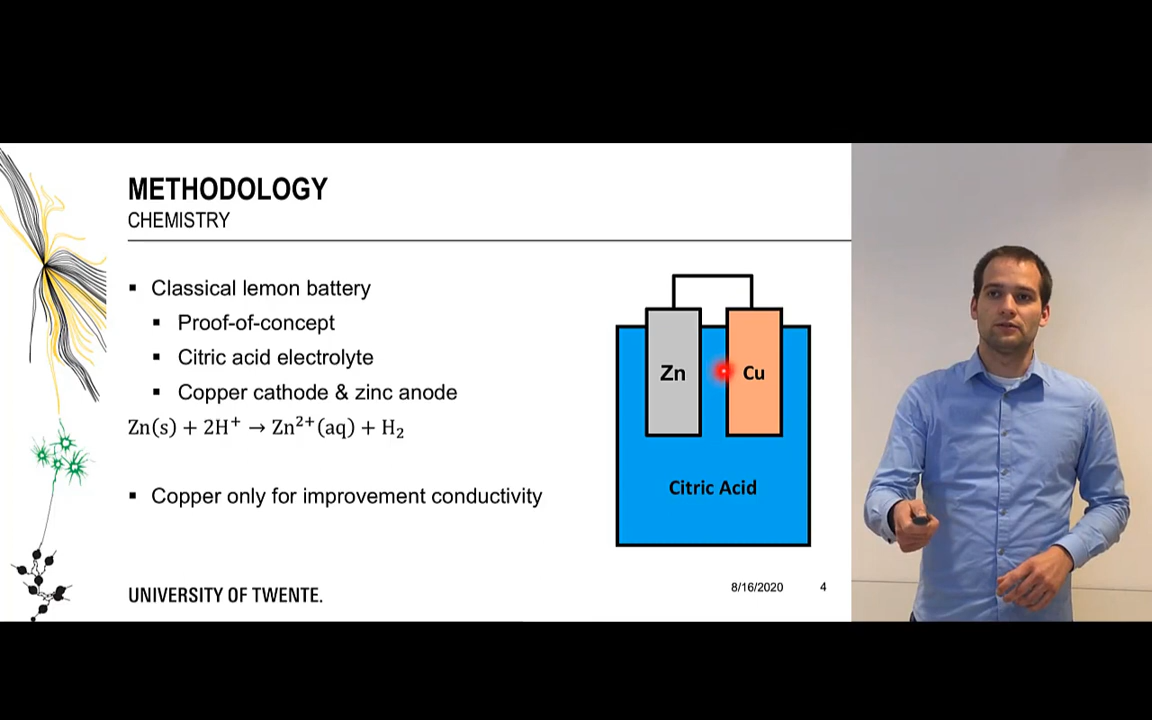 METHODOLOGY
CHEMISTRY
▪ Classical lemon battery
▪ Proof-of-concept
▪ Citric acid electrolyte
▪ Copper cathode & zinc anode
Zn(s) + 2H⁺ → Zn²⁺(aq) + H₂
▪ Copper only for improvement conductivity
Zn
Cu
Citric Acid
UNIVERSITY OF TWENTE.
8/16/2020
4